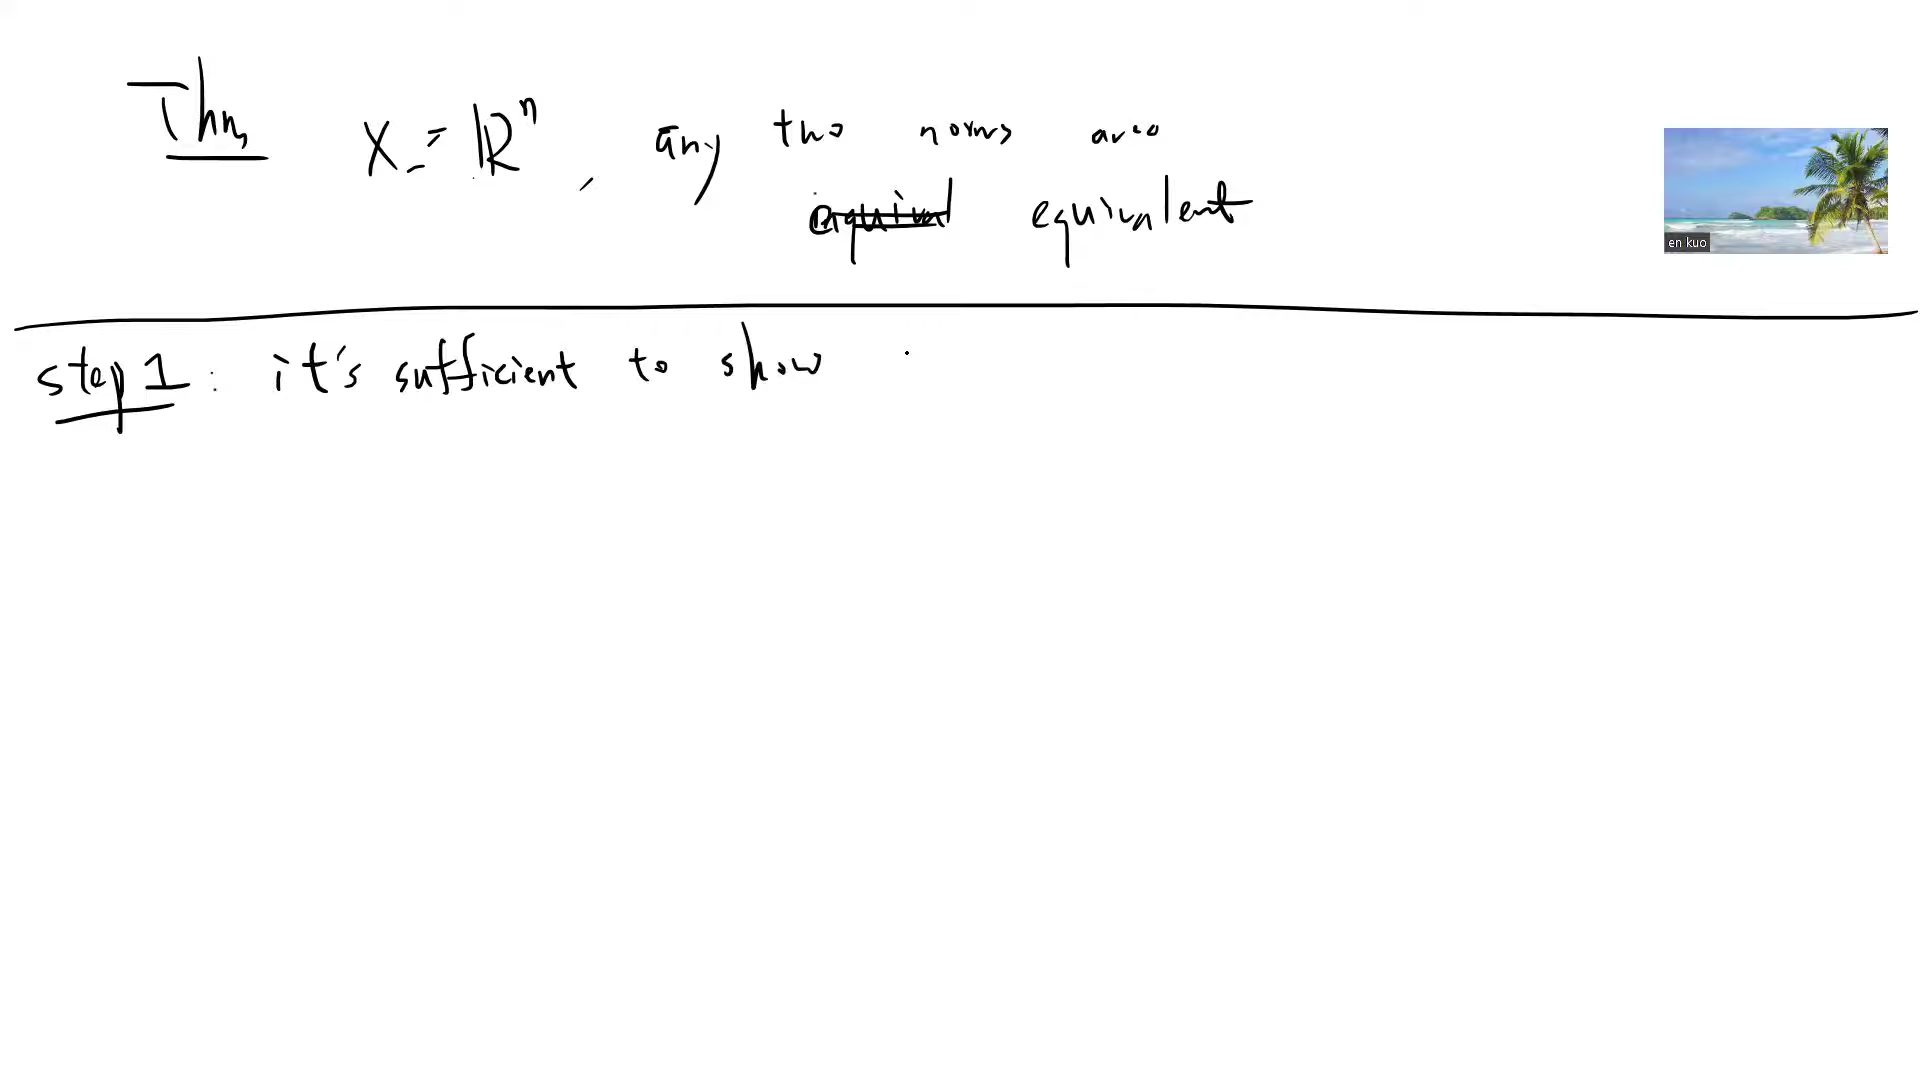 Thm X = ℝⁿ, any two norms are
equivalent
en kuo
step 1: it's sufficient to show